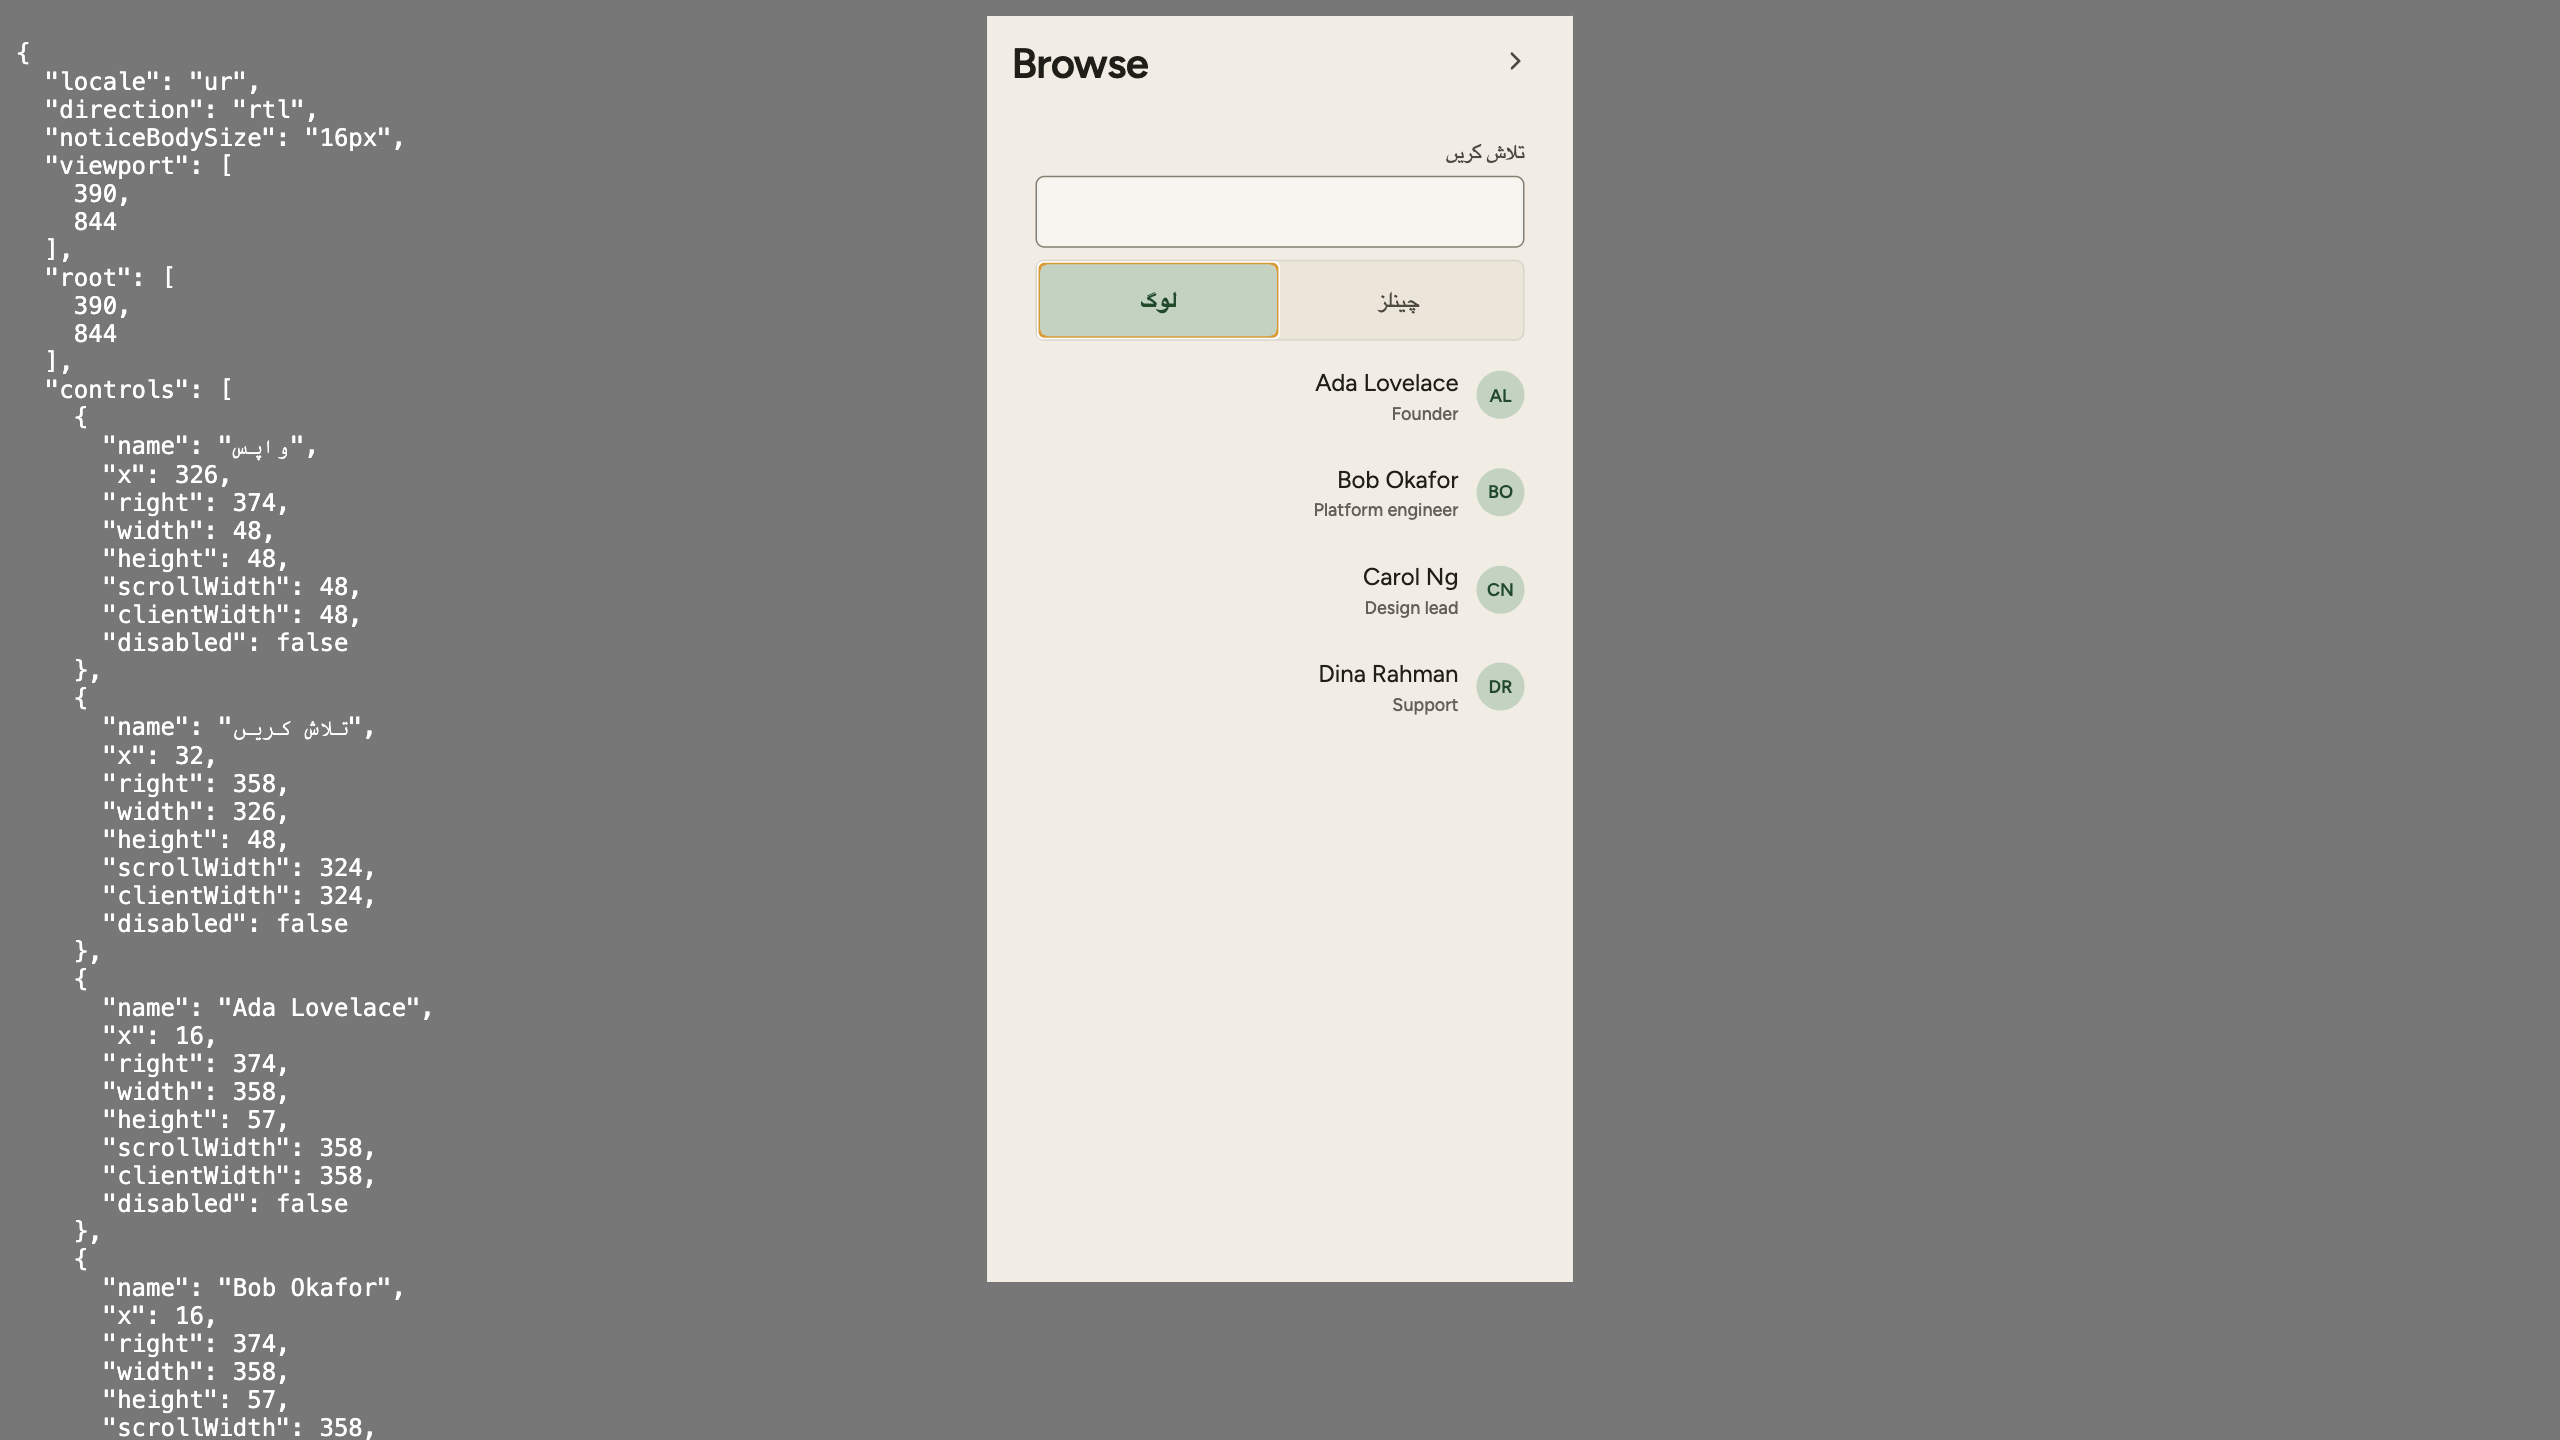 {
"locale": "ur",
"direction": "rtl",
"noticeBodySize": "16px",
"viewport": [
390,
844
],
"root": [
390,
844
],
"controls": [
{
"name": "واپس",
"x": 326,
"right": 374,
"width": 48,
"height": 48,
"scrollWidth": 48,
"clientWidth": 48,
"disabled": false
},
{
"name": "تلاش کریں",
"x": 32,
"right": 358,
"width": 326,
"height": 48,
"scrollWidth": 324,
"clientWidth": 324,
"disabled": false
},
{
"name": "Ada Lovelace",
"x": 16,
"right": 374,
"width": 358,
"height": 57,
"scrollWidth": 358,
"clientWidth": 358,
"disabled": false
},
{
"name": "Bob Okafor",
"x": 16,
"right": 374,
"width": 358,
"height": 57,
"scrollWidth": 358,
Browse
تلاش کریں
چینلز
لوگ
AL
Ada Lovelace
Founder
BO
Bob Okafor
Platform engineer
CN
Carol Ng
Design lead
DR
Dina Rahman
Support